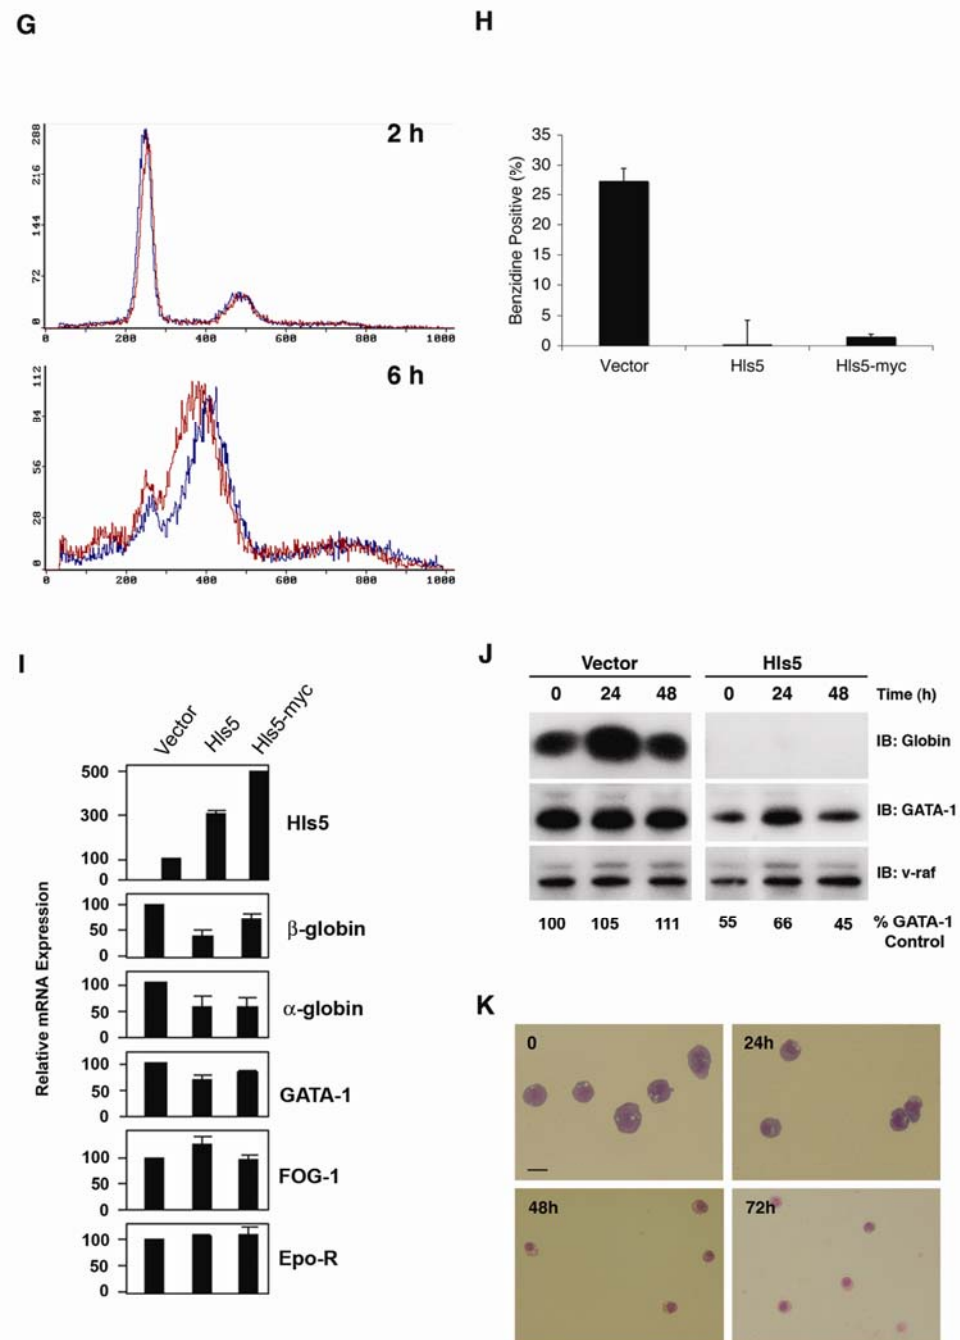 G
H
2 h
288
216
144
72
0
0 200 400 600 800 1000
6 h
112
84
56
28
0
0 200 400 600 800 1000
Benzidine Positive (%)
35
30
25
20
15
10
5
0
Vector Hls5 Hls5-myc
I
Vector Hls5 Hls5-myc
Relative mRNA Expression
500
300
100
0
Hls5
100
50
0
β-globin
100
50
0
α-globin
100
50
0
GATA-1
100
50
0
FOG-1
100
50
0
Epo-R
J
Vector Hls5
0 24 48 0 24 48 Time (h)
IB: Globin
IB: GATA-1
IB: v-raf
100 105 111 55 66 45 % GATA-1
Control
K
0 24h
48h 72h